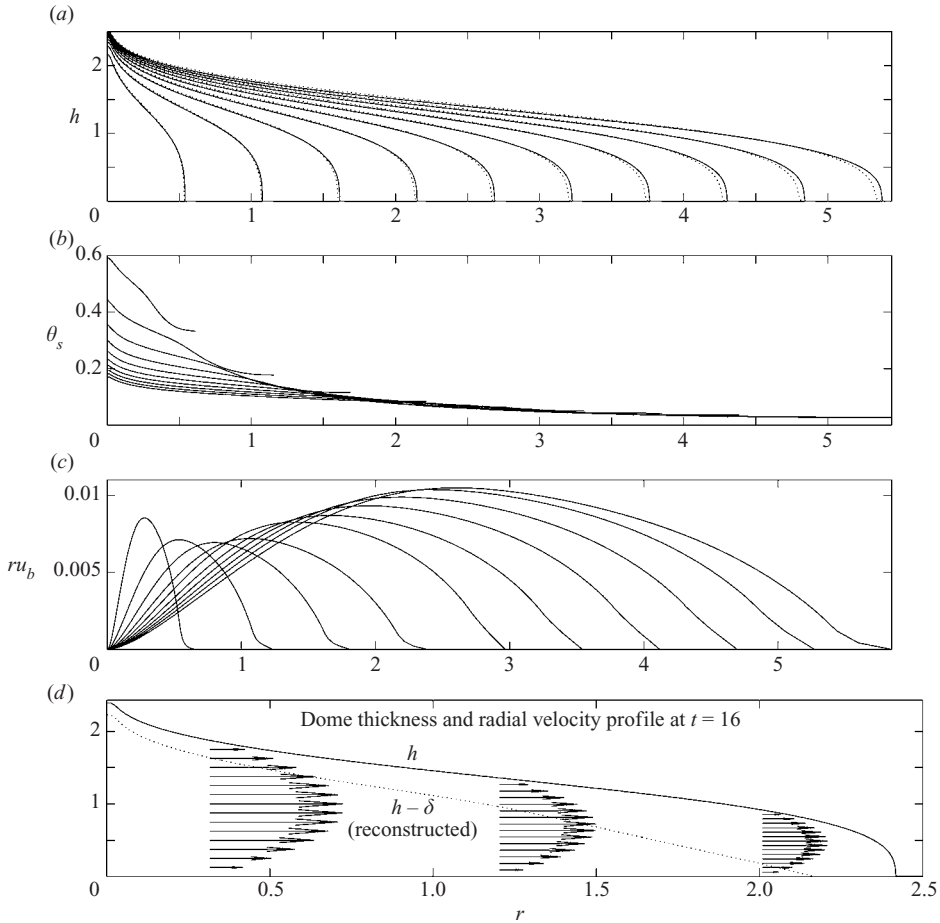 (a)
2
h
1
0
1
2
3
4
5
(b)
0.6
0.4
θs
0.2
0
1
2
3
4
5
(c)
0.01
rub
0.005
0
1
2
3
4
5
(d)
Dome thickness and radial velocity profile at t = 16
2
h
h – δ
1
(reconstructed)
0
0.5
1.0
1.5
2.0
2.5
r